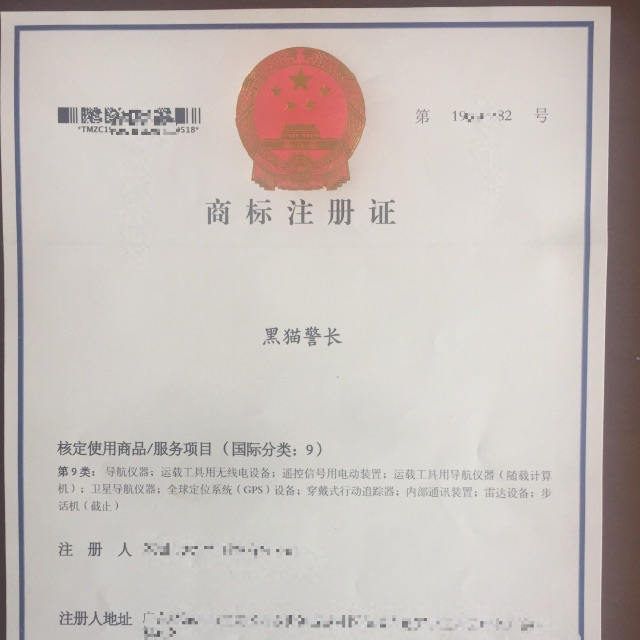 第 19 82 号
*TMZC19 9518*
商标注册证
黑猫警长
核定使用商品/服务项目（国际分类：9）
第9类：导航仪器；运载工具用无线电设备；遥控信号用电动装置；运载工具用导航仪器（随载计算
机）；卫星导航仪器；全球定位系统（GPS）设备；穿戴式行动追踪器；内部通讯装置；雷达设备；步
话机（截止）
注 册 人
注册人地址 广